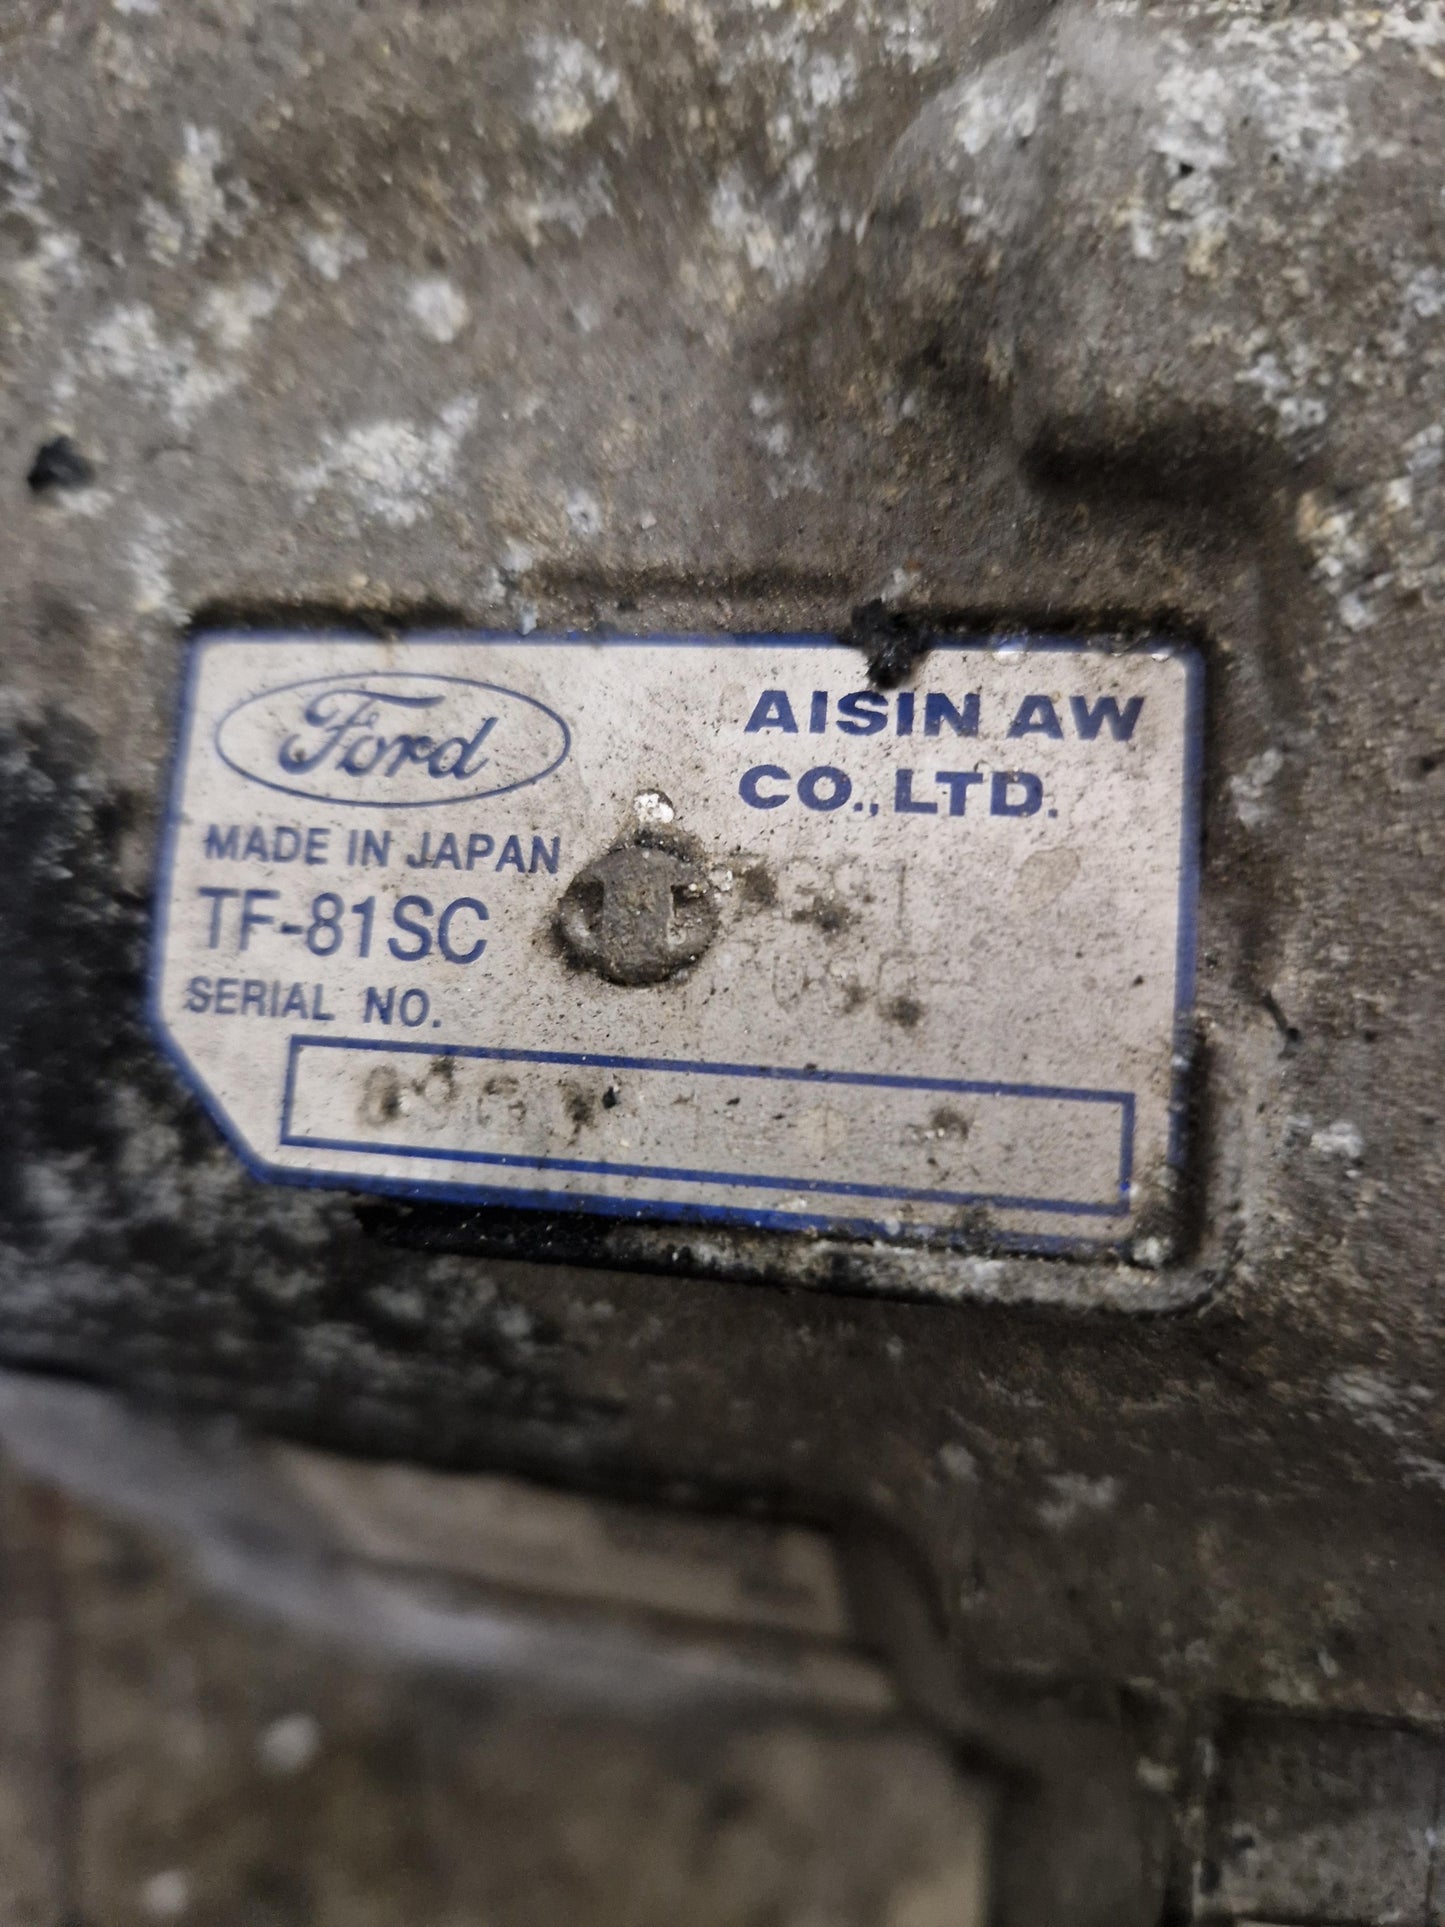 Ford
AISIN AW
CO., LTD.
MADE IN JAPAN
TF-81SC
SERIAL NO.